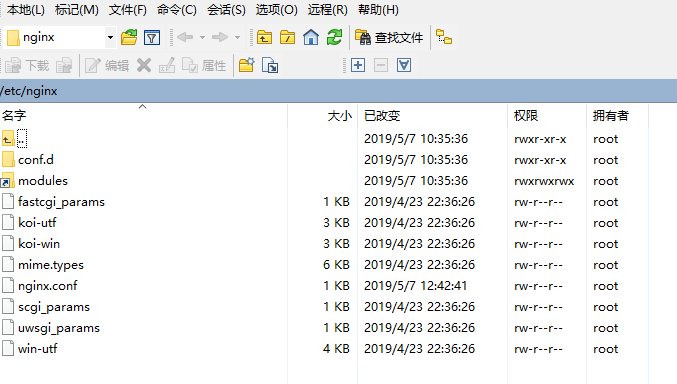 本地(L) 标记(M) 文件(F) 命令(C) 会话(S) 选项(O) 远程(R) 帮助(H)
nginx 查找文件
下载 编辑 属性
/etc/nginx
名字 大小 已改变 权限 拥有者
.. 2019/5/7 10:35:36 rwxr-xr-x root
conf.d 2019/5/7 10:35:36 rwxr-xr-x root
modules 2019/5/7 10:35:36 rwxrwxrwx root
fastcgi_params 1 KB 2019/4/23 22:36:26 rw-r--r-- root
koi-utf 3 KB 2019/4/23 22:36:26 rw-r--r-- root
koi-win 3 KB 2019/4/23 22:36:26 rw-r--r-- root
mime.types 6 KB 2019/4/23 22:36:26 rw-r--r-- root
nginx.conf 1 KB 2019/5/7 12:42:41 rw-r--r-- root
scgi_params 1 KB 2019/4/23 22:36:26 rw-r--r-- root
uwsgi_params 1 KB 2019/4/23 22:36:26 rw-r--r-- root
win-utf 4 KB 2019/4/23 22:36:26 rw-r--r-- root